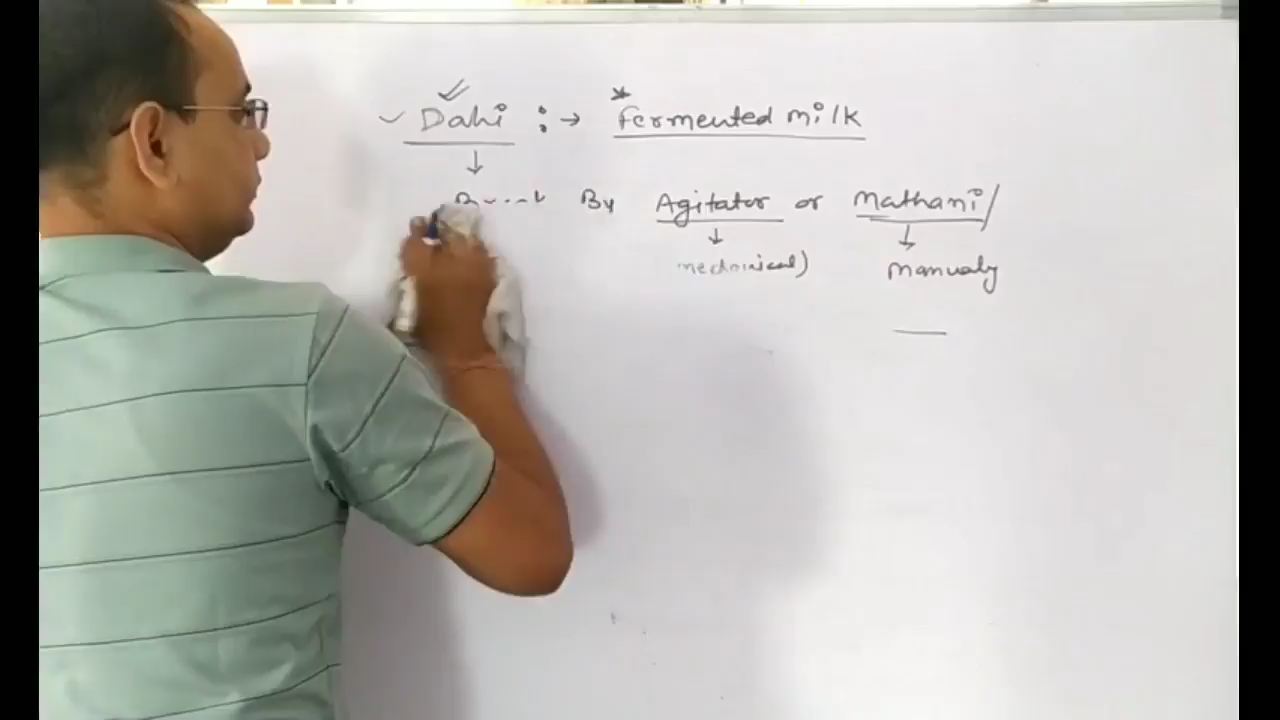 Dahi :→ Fermented milk
By Agitator or Mathani/
mechanical) Manualy